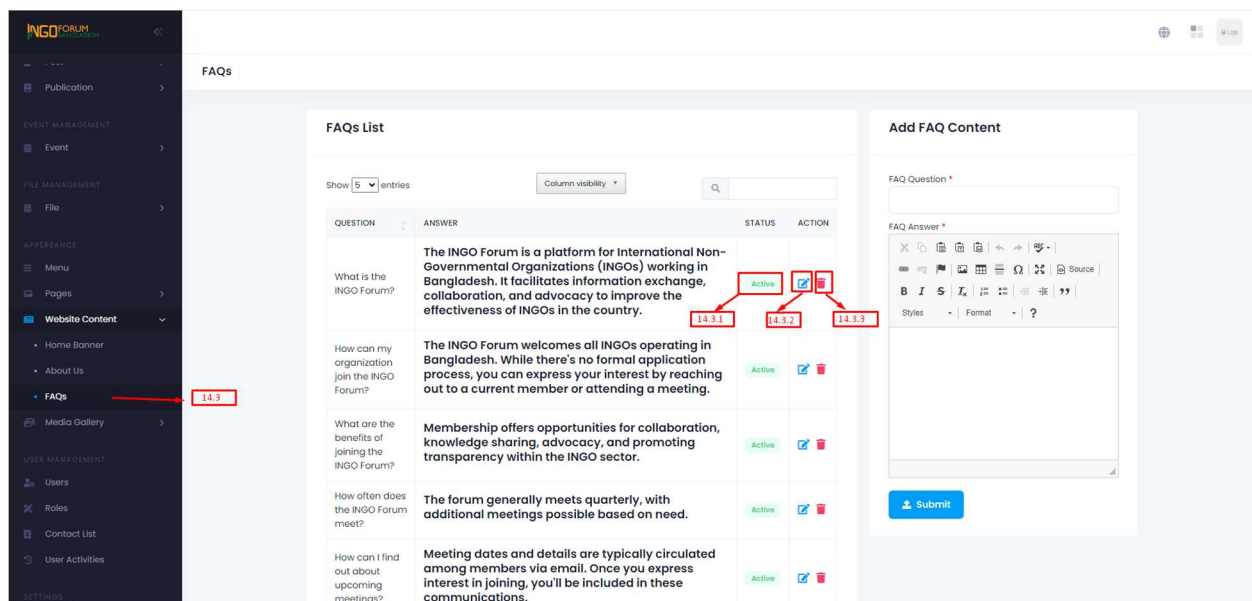 INGO FORUM
BANGLADESH
Logo
FAQs
Publication
EVENT MANAGEMENT
Event
FILE MANAGEMENT
File
APPEREANCE
Menu
Pages
Website Content
Home Banner
About Us
FAQs
14.3
Media Gallery
USER MANAGEMENT
Users
Roles
Contact List
User Activities
SETTINGS
FAQs List
Show 5 entries
Column visibility
QUESTION ANSWER STATUS ACTION
What is the
INGO Forum?
The INGO Forum is a platform for International Non-
Governmental Organizations (INGOs) working in
Bangladesh. It facilitates information exchange,
collaboration, and advocacy to improve the
effectiveness of INGOs in the country.
Active
14.3.1
14.3.2
14.3.3
How can my
organization
join the INGO
Forum?
The INGO Forum welcomes all INGOs operating in
Bangladesh. While there's no formal application
process, you can express your interest by reaching
out to a current member or attending a meeting.
Active
What are the
benefits of
joining the
INGO Forum?
Membership offers opportunities for collaboration,
knowledge sharing, advocacy, and promoting
transparency within the INGO sector.
Active
How often does
the INGO Forum
meet?
The forum generally meets quarterly, with
additional meetings possible based on need.
Active
How can I find
out about
upcoming
meetings?
Meeting dates and details are typically circulated
among members via email. Once you express
interest in joining, you'll be included in these
communications.
Active
Add FAQ Content
FAQ Question *
FAQ Answer *
Source
Styles Format ?
Submit